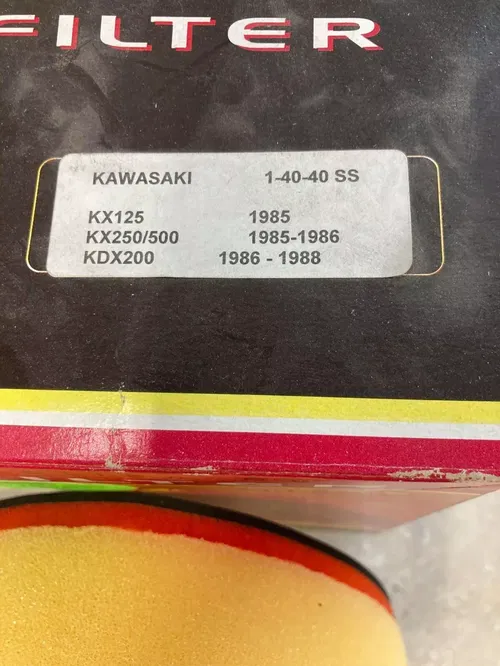 FILTER
KAWASAKI 1-40-40 SS
KX125 1985
KX250/500 1985-1986
KDX200 1986 - 1988